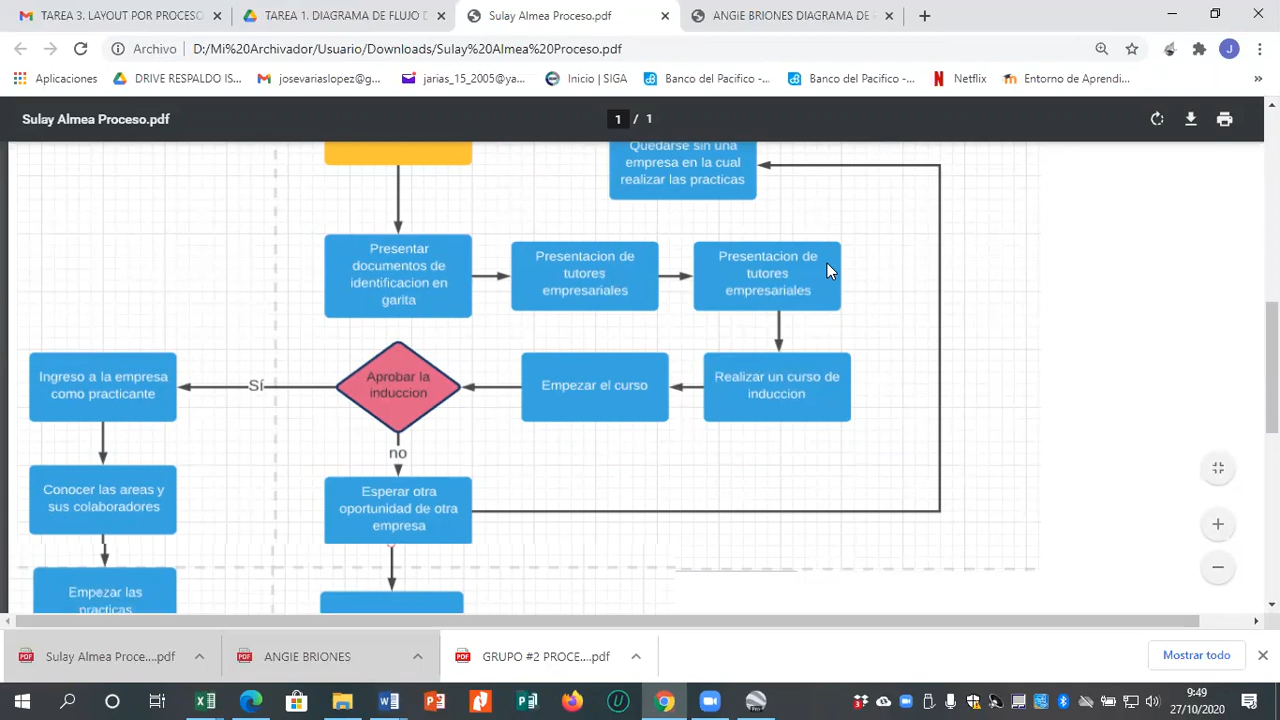 TAREA 3. LAYOUT POR PROCESO
TAREA 1. DIAGRAMA DE FLUJO D
Sulay Almea Proceso.pdf
ANGIE BRIONES DIAGRAMA DE
Archivo
D:/Mi%20Archivador/Usuario/Downloads/Sulay%20Almea%20Proceso.pdf
J
Aplicaciones
DRIVE RESPALDO IS...
josevariaslopez@g...
jarias_15_2005@ya...
Inicio | SIGA
Banco del Pacifico -...
Banco del Pacifico -...
Netflix
Entorno de Aprendi...
»
Sulay Almea Proceso.pdf
1 / 1
Quedarse sin una
empresa en la cual
realizar las practicas
Presentar
documentos de
identificacion en
garita
Presentacion de
tutores
empresariales
Presentacion de
tutores
empresariales
Ingreso a la empresa
como practicante
Sí
Aprobar la
induccion
Empezar el curso
Realizar un curso de
induccion
no
Conocer las areas y
sus colaboradores
Esperar otra
oportunidad de otra
empresa
Empezar las
practicas
Sulay Almea Proce....pdf
ANGIE BRIONES
GRUPO #2 PROCE....pdf
Mostrar todo
9:49
27/10/2020